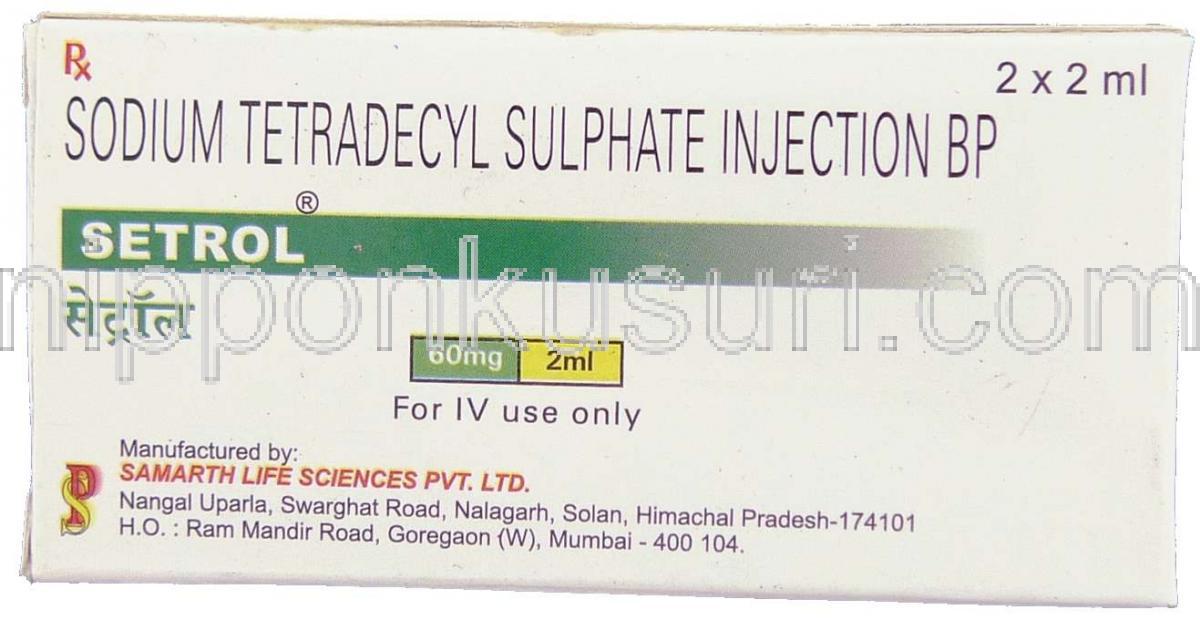 Rx
2 x 2 ml
SODIUM TETRADECYL SULPHATE INJECTION BP
SETROL®
सेट्रॉल
nipponkusuri.com
60mg 2ml
For IV use only
Manufactured by:
SAMARTH LIFE SCIENCES PVT. LTD.
Nangal Uparla, Swarghat Road, Nalagarh, Solan, Himachal Pradesh-174101
H.O. : Ram Mandir Road, Goregaon (W), Mumbai - 400 104.